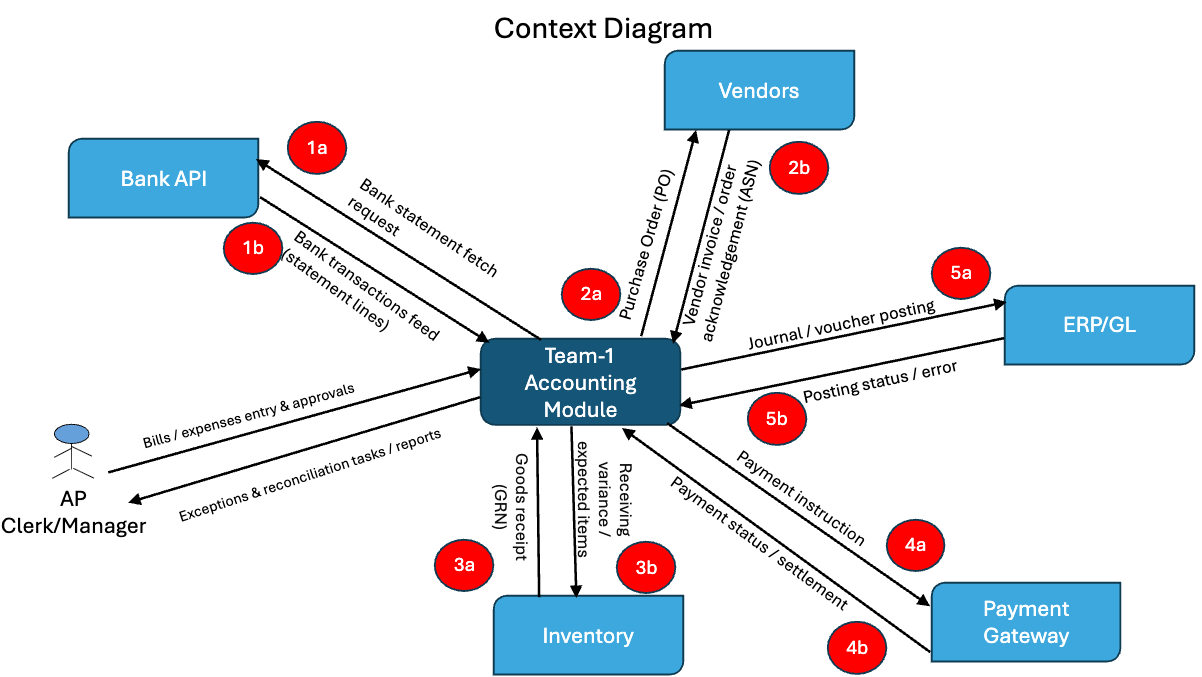 Context Diagram
Vendors
Bank API
1a
2b
Bank statement fetch
request
1b
Bank transactions feed
(statement lines)
2a
Purchase Order (PO)
Vendor invoice / order
acknowledgement (ASN)
5a
Journal / voucher posting
ERP/GL
Team-1
Accounting
Module
Posting status / error
5b
Bills / expenses entry & approvals
Exceptions & reconciliation tasks / reports
AP
Clerk/Manager
Goods receipt
(GRN)
Receiving
variance /
expected items
3a
3b
Payment instruction
Payment status / settlement
4a
4b
Inventory
Payment
Gateway